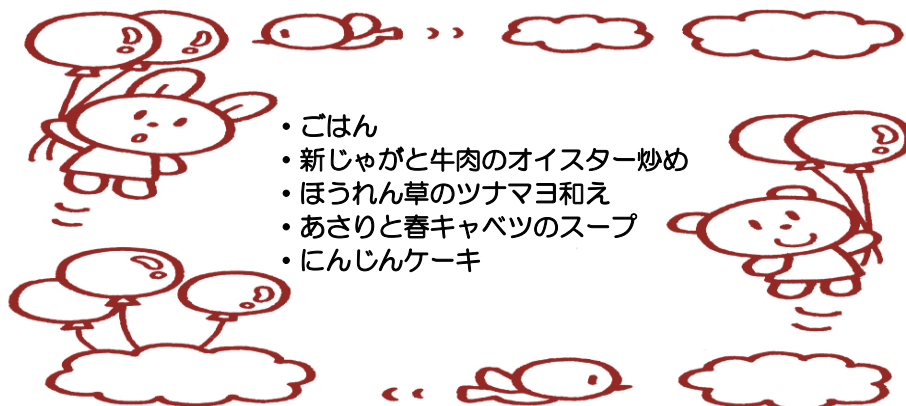 ・ごはん
・新じゃがと牛肉のオイスター炒め
・ほうれん草のツナマヨ和え
・あさりと春キャベツのスープ
・にんじんケーキ